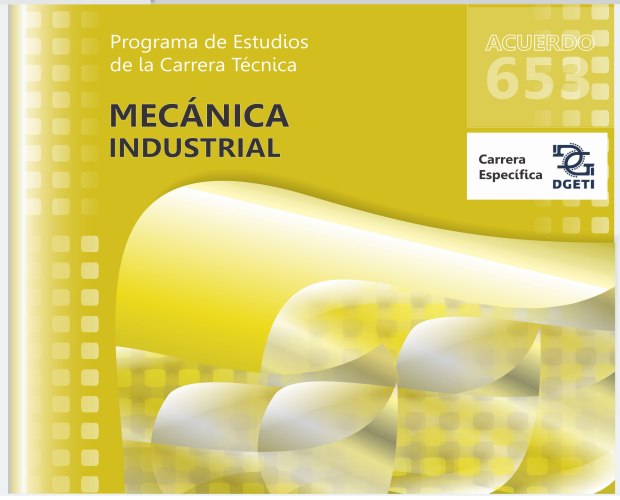 Programa de Estudios
de la Carrera Técnica
MECÁNICA
INDUSTRIAL
ACUERDO
653
Carrera
Específica
DGETI